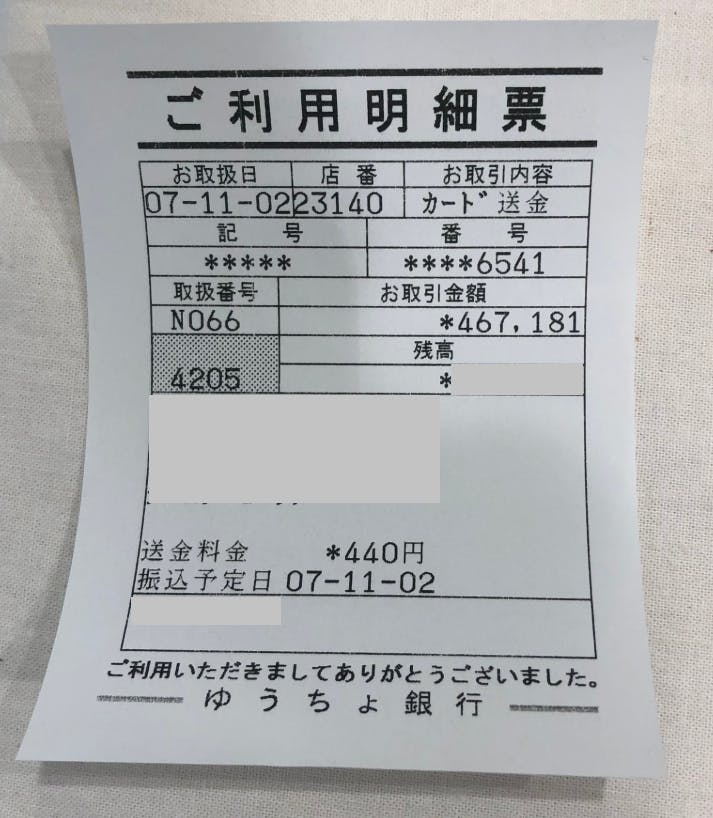 ご利用明細票
お取扱日 店番 お取引内容
07-11-02 23140 ｶｰﾄﾞ送金
記号 番号
***** ****6541
取扱番号 お取引金額
N066 *467,181
残高
4205 *
送金料金 *440円
振込予定日 07-11-02
ご利用いただきましてありがとうございました。
ゆうちょ銀行